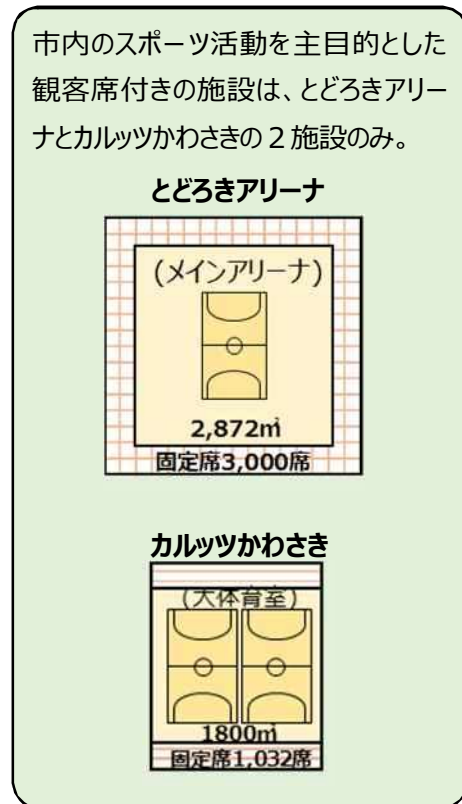 市内のスポーツ活動を主目的とした
観客席付きの施設は、とどろきアリー
ナとカルッツかわさきの2施設のみ。
とどろきアリーナ
(メインアリーナ)
2,872㎡
固定席3,000席
カルッツかわさき
(大体育室)
1800㎡
固定席1,032席